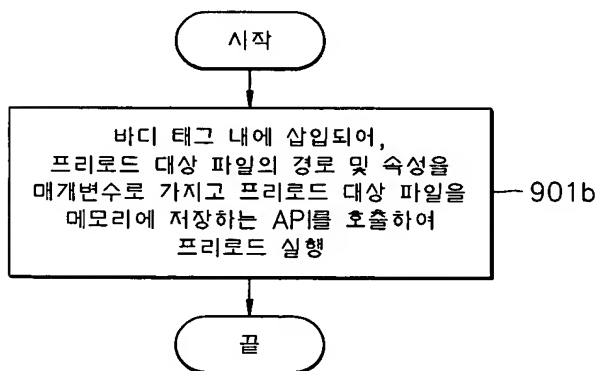 시작
바디 태그 내에 삽입되어,
프리로드 대상 파일의 경로 및 속성을
매개변수로 가지고 프리로드 대상 파일을
메모리에 저장하는 API를 호출하여
프리로드 실행
901b
끝